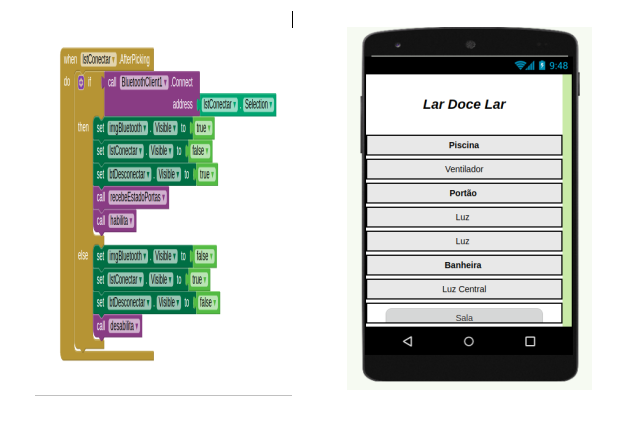 when lstConectar .AfterPicking
do if call BluetoothClient1 .Connect
address lstConectar . Selection
then set imgBluetooth . Visible to true
set lstConectar . Visible to false
set btDesconectar . Visible to true
call recebeEstadoPortas
call habilita
else set imgBluetooth . Visible to false
set lstConectar . Visible to true
set btDesconectar . Visible to false
call desabilita
9:48
Lar Doce Lar
Piscina
Ventilador
Portão
Luz
Luz
Banheira
Luz Central
Sala